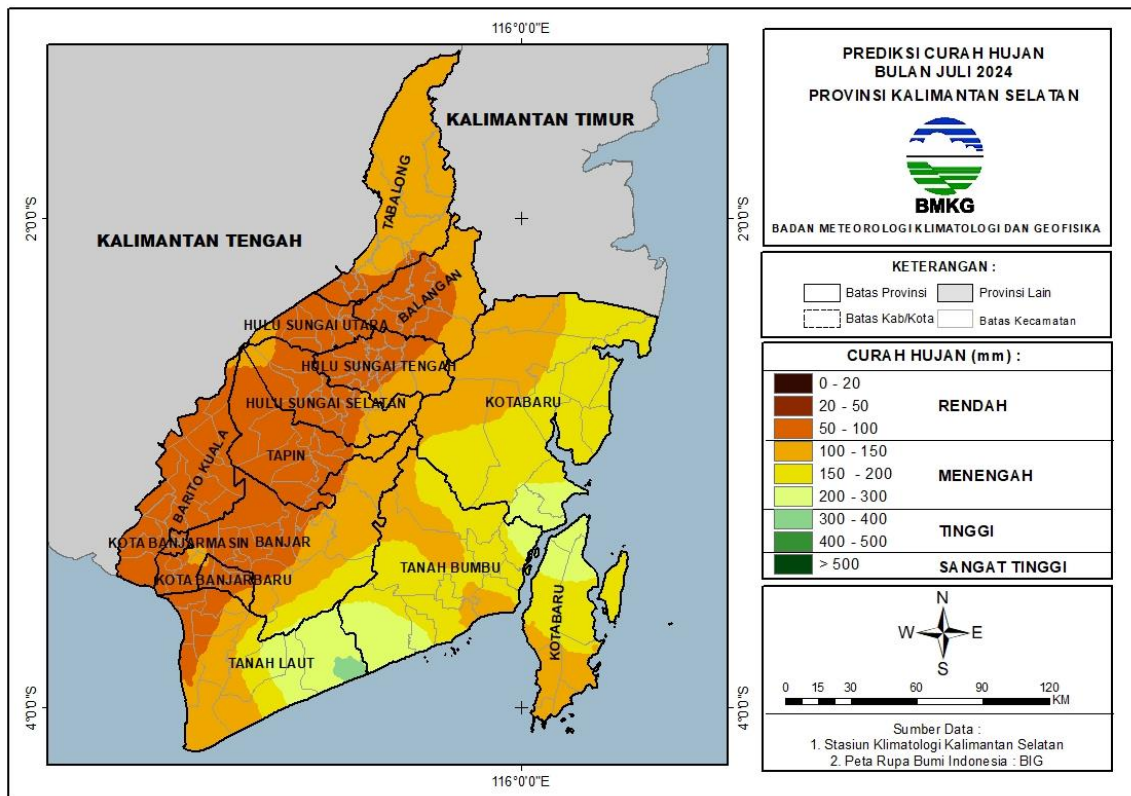 116°0'0"E
KALIMANTAN TIMUR
TABALONG
2°0'0"S
KALIMANTAN TENGAH
BALANGAN
HULU SUNGAI UTARA
HULU SUNGAI TENGAH
HULU SUNGAI SELATAN
KOTABARU
TAPIN
BARITO KUALA
KOTA BANJARMASIN
BANJAR
KOTA BANJARBARU
TANAH BUMBU
KOTABARU
TANAH LAUT
4°0'0"S
116°0'0"E
PREDIKSI CURAH HUJAN
BULAN JULI 2024
PROVINSI KALIMANTAN SELATAN
BMKG
BADAN METEOROLOGI KLIMATOLOGI DAN GEOFISIKA
2°0'0"S
KETERANGAN :
Batas Provinsi
Provinsi Lain
Batas Kab/Kota
Batas Kecamatan
CURAH HUJAN (mm) :
0 - 20
20 - 50
RENDAH
50 - 100
100 - 150
150 - 200
MENENGAH
200 - 300
300 - 400
TINGGI
400 - 500
> 500
SANGAT TINGGI
N
W E
S
0 15 30 60 90 120
KM
4°0'0"S
Sumber Data :
1. Stasiun Klimatologi Kalimantan Selatan
2. Peta Rupa Bumi Indonesia : BIG